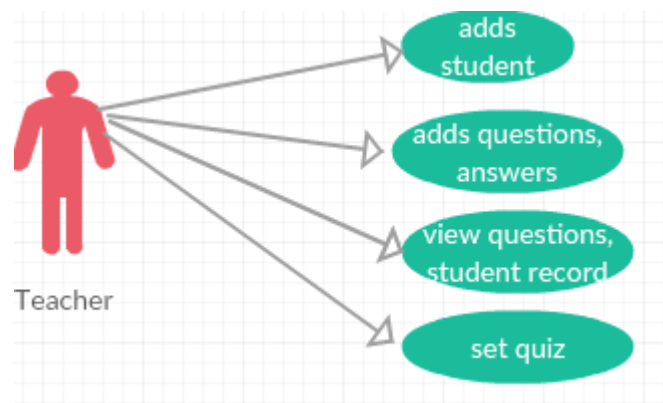 adds
student
adds questions,
answers
view questions,
student record
Teacher
set quiz